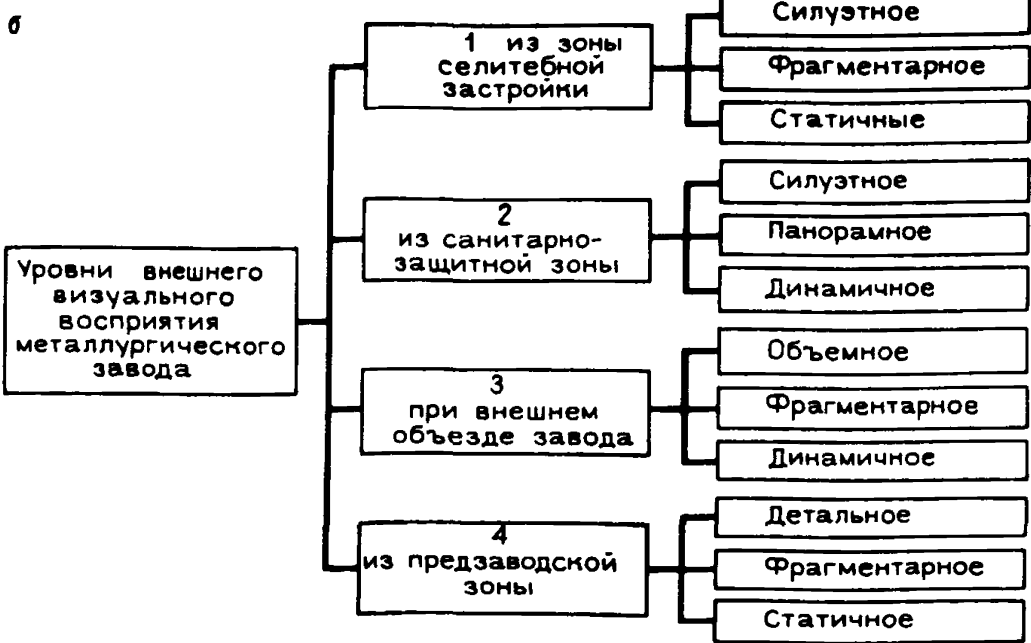 б
Уровни внешнего
визуального
восприятия
металлургического
завода
1 из зоны
селитебной
застройки
Силуэтное
Фрагментарное
Статичные
2
из санитарно-
защитной зоны
Силуэтное
Панорамное
Динамичное
3
при внешнем
объезде завода
Объемное
Фрагментарное
Динамичное
4
из предзаводской
зоны
Детальное
Фрагментарное
Статичное